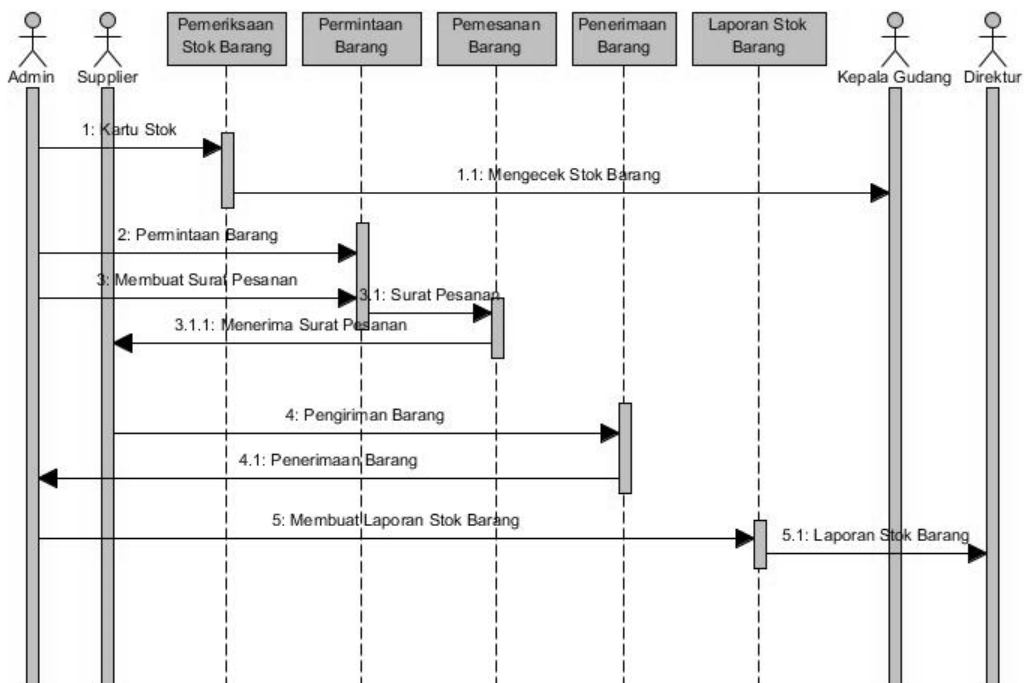 Pemeriksaan
Stok Barang
Permintaan
Barang
Pemesanan
Barang
Penerimaan
Barang
Laporan Stok
Barang
Admin
Supplier
Kepala Gudang
Direktur
1: Kartu Stok
1.1: Mengecek Stok Barang
2: Permintaan Barang
3: Membuat Surat Pesanan
3.1: Surat Pesanan
3.1.1: Menerima Surat Pesanan
4: Pengiriman Barang
4.1: Penerimaan Barang
5: Membuat Laporan Stok Barang
5.1: Laporan Stok Barang